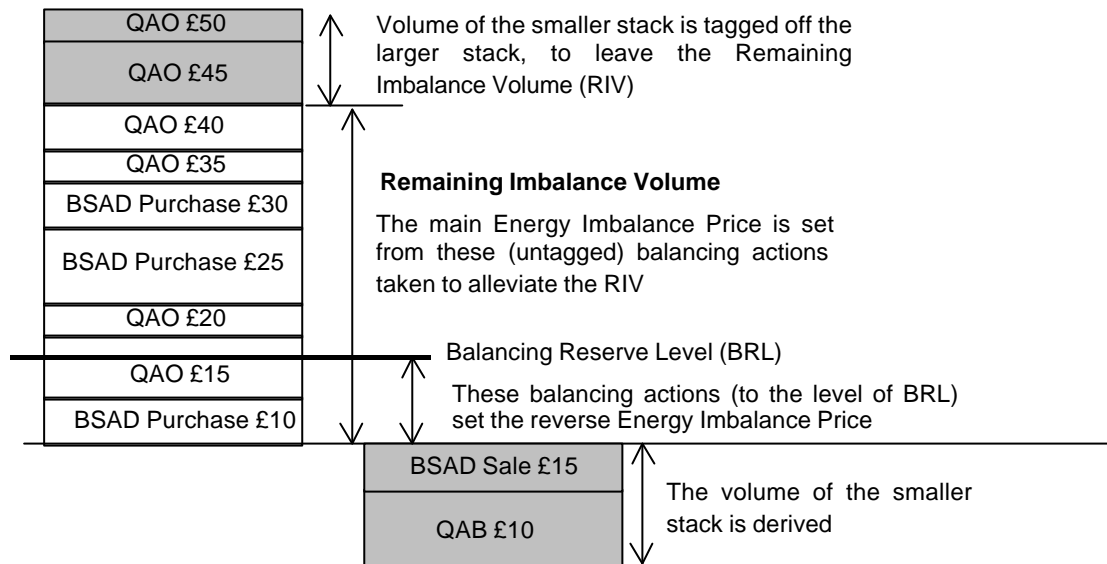 QAO £50
QAO £45
QAO £40
QAO £35
BSAD Purchase £30
BSAD Purchase £25
QAO £20
QAO £15
BSAD Purchase £10
Volume of the smaller stack is tagged off the
larger stack, to leave the Remaining
Imbalance Volume (RIV)
Remaining Imbalance Volume
The main Energy Imbalance Price is set
from these (untagged) balancing actions
taken to alleviate the RIV
Balancing Reserve Level (BRL)
These balancing actions (to the level of BRL)
set the reverse Energy Imbalance Price
BSAD Sale £15
QAB £10
The volume of the smaller
stack is derived